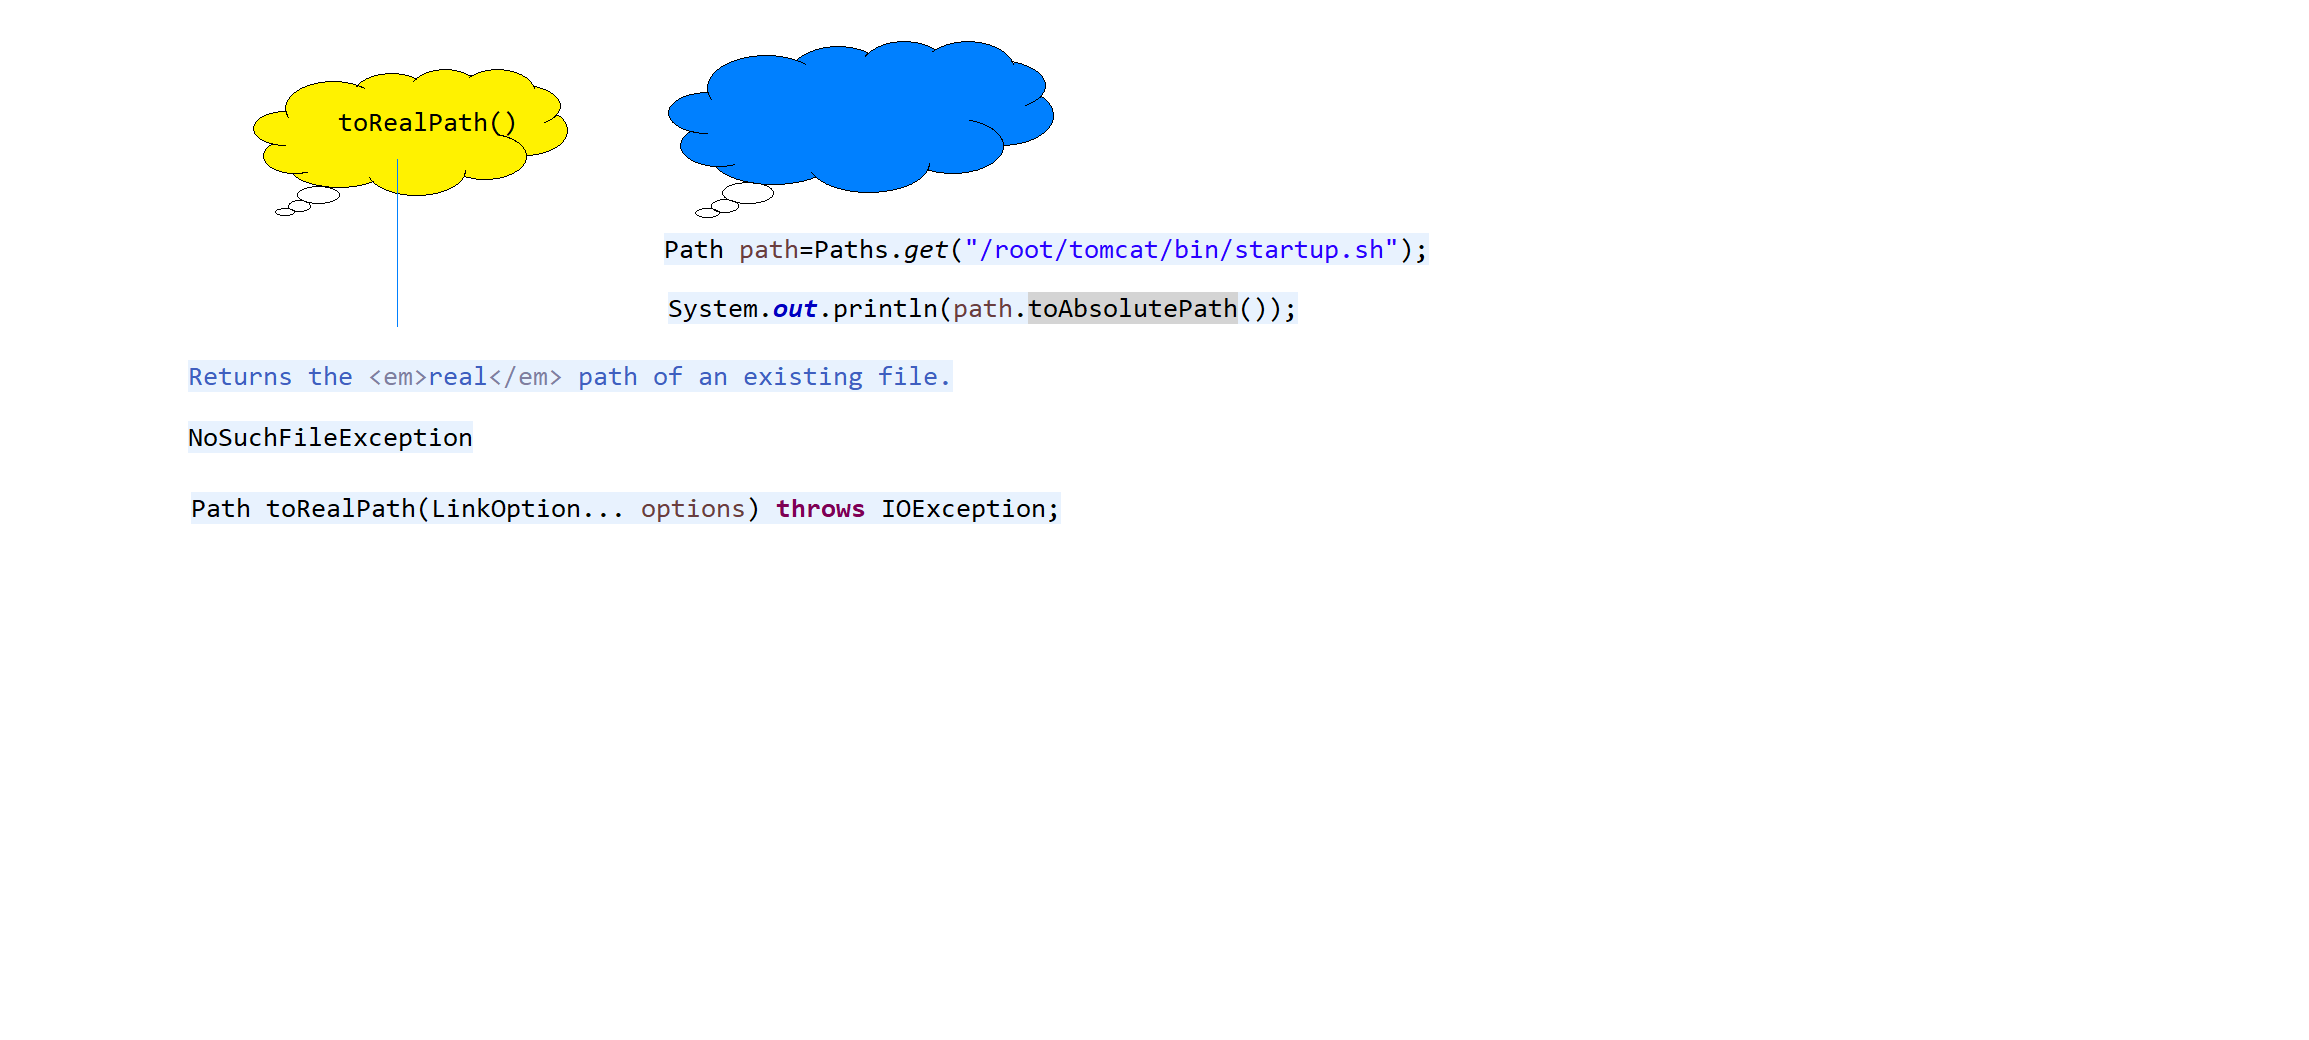 toRealPath()
Path path=Paths.get("/root/tomcat/bin/startup.sh");
System.out.println(path.toAbsolutePath());
Returns the <em>real</em> path of an existing file.
NoSuchFileException
Path toRealPath(LinkOption... options) throws IOException;